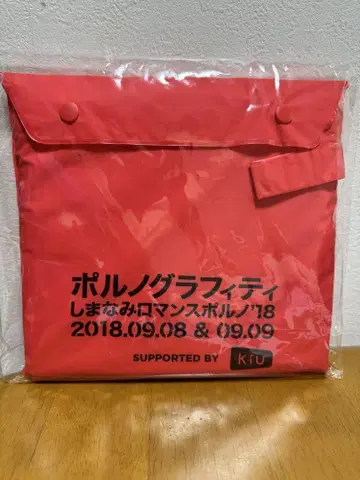 ポルノグラフィティ
しまなみロマンスポルノ'18
2018.09.08 & 09.09
SUPPORTED BY kiu